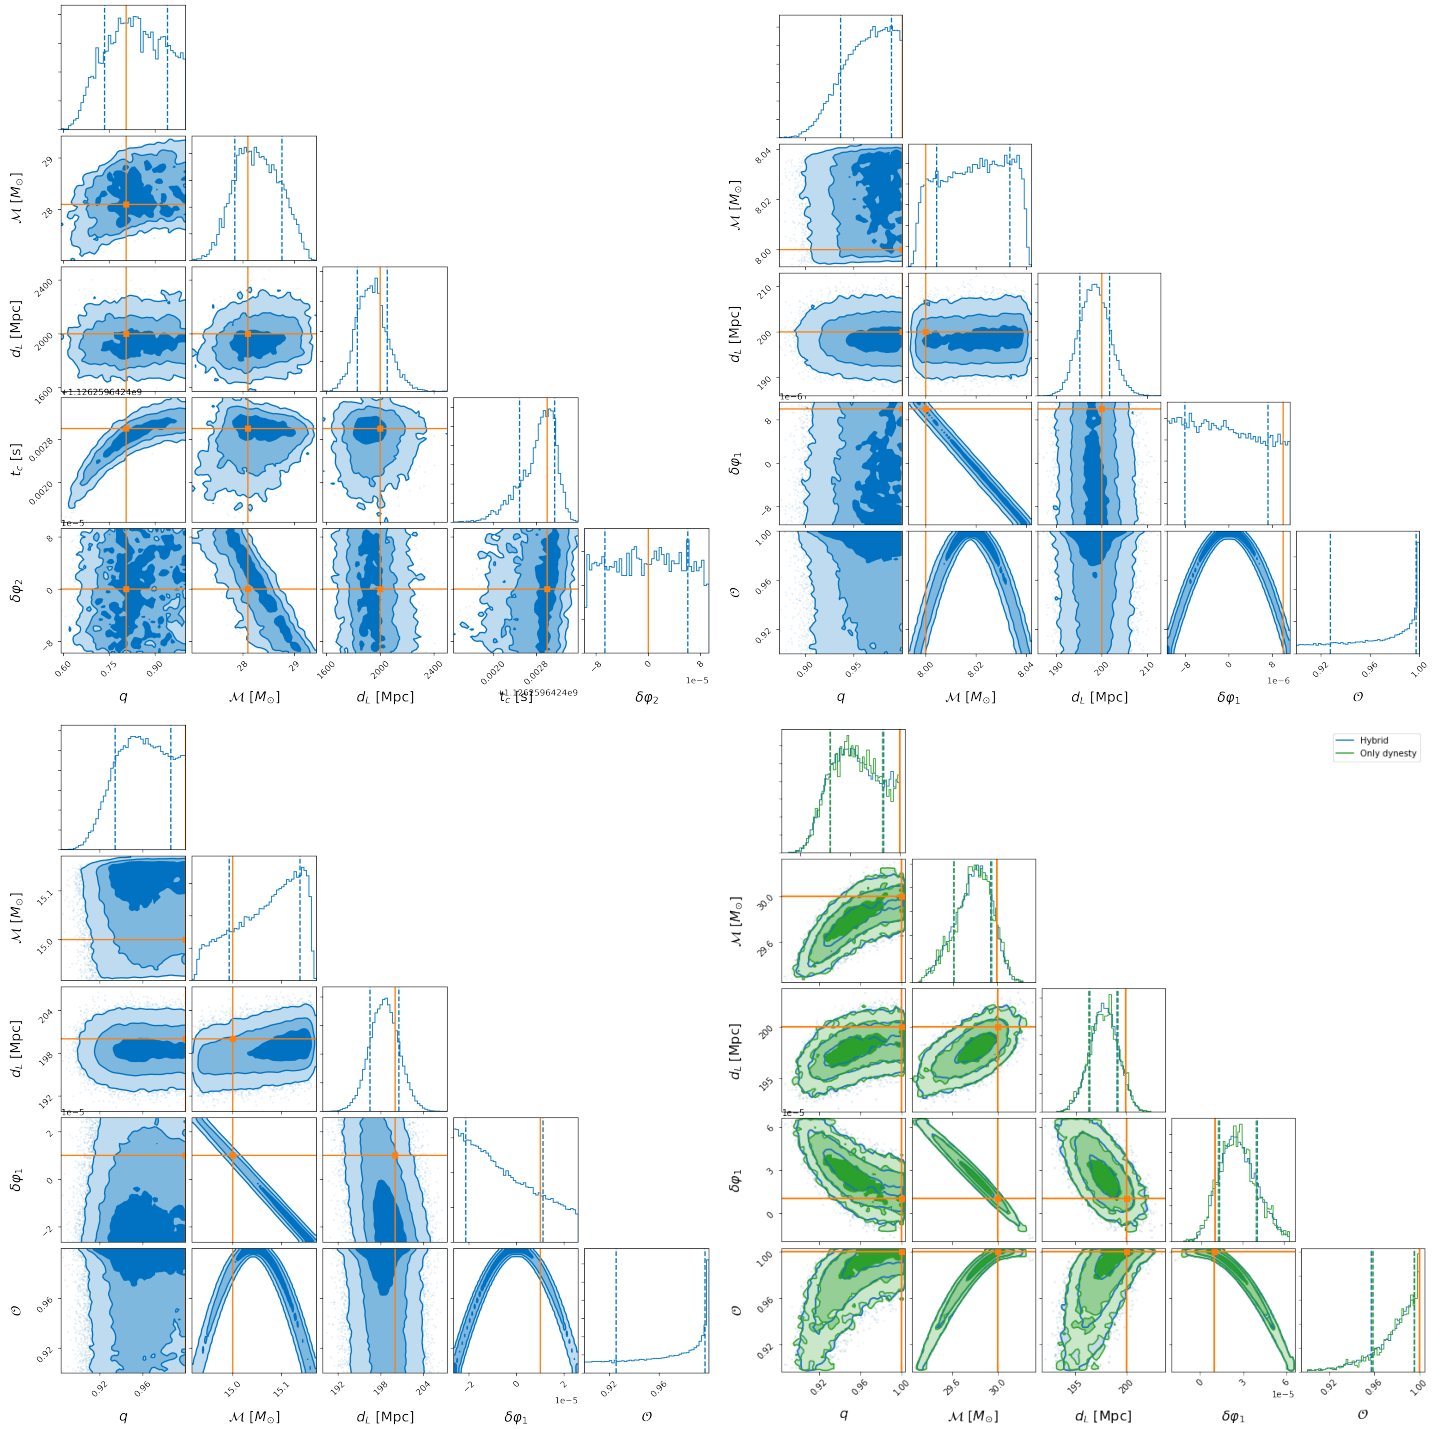 29
28
ℳ [M⊙]
2400
2000
1600
d_L [Mpc]
+1.1262596424e9
0.0028
0.0020
t_c [s]
1e−5
8
0
−8
δφ₂
0.60 0.75 0.90
28 29
1600 2000 2400
0.0020 0.0028
−8 0 8
+1.1262596424e9
1e−5
q ℳ [M⊙] d_L [Mpc] t_c [s] δφ₂
8.04
8.02
8.00
ℳ [M⊙]
210
200
190
d_L [Mpc]
1e−6
8
0
−8
δφ₁
1.00
0.96
0.92
𝒪
0.90 0.95
8.00 8.02 8.04
190 200 210
−8 0 8
0.92 0.96 1.00
1e−6
q ℳ [M⊙] d_L [Mpc] δφ₁ 𝒪
15.1
15.0
ℳ [M⊙]
204
198
192
d_L [Mpc]
1e−5
2
0
−2
δφ₁
0.96
0.92
𝒪
0.92 0.96
15.0 15.1
192 198 204
−2 0 2
0.92 0.96
1e−5
q ℳ [M⊙] d_L [Mpc] δφ₁ 𝒪
Hybrid
Only dynesty
30.0
29.6
ℳ [M⊙]
200
195
d_L [Mpc]
1e−5
6
3
0
δφ₁
1.00
0.96
0.92
𝒪
0.92 0.96 1.00
29.6 30.0
195 200
0 3 6
0.92 0.96 1.00
1e−5
q ℳ [M⊙] d_L [Mpc] δφ₁ 𝒪